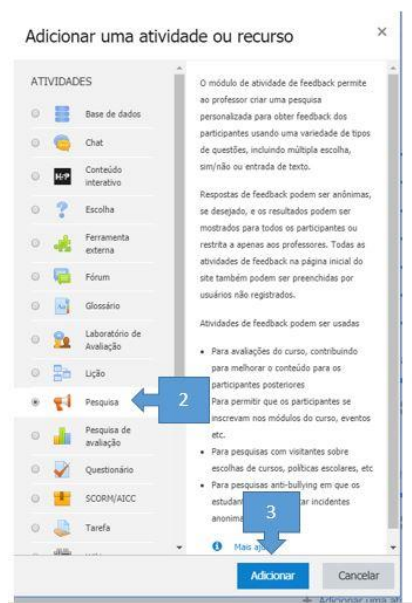 Adicionar uma atividade ou recurso
×
ATIVIDADES
Base de dados
Chat
H-P
Conteúdo
interativo
Escolha
Ferramenta
externa
Fórum
Glossário
Laboratório de
Avaliação
Lição
Pesquisa
2
Pesquisa de
avaliação
Questionário
SCORM/AICC
Tarefa
O módulo de atividade de feedback permite
ao professor criar uma pesquisa
personalizada para obter feedback dos
participantes usando uma variedade de tipos
de questões, incluindo múltipla escolha,
sim/não ou entrada de texto.
Respostas de feedback podem ser anônimas,
se desejado, e os resultados podem ser
mostrados para todos os participantes ou
restrita a apenas aos professores. Todas as
atividades de feedback na página inicial do
site também podem ser preenchidas por
usuários não registrados.
Atividades de feedback podem ser usadas
• Para avaliações do curso, contribuindo
para melhorar o conteúdo para os
participantes posteriores
Para permitir que os participantes se
inscrevam nos módulos do curso, eventos
etc.
• Para pesquisas com visitantes sobre
escolhas de cursos, políticas escolares, etc
• Para pesquisas anti-bullying em que os
estudan tar incidentes
anonima
3
Mais aj
Adicionar
Cancelar
+ Adicionar uma at